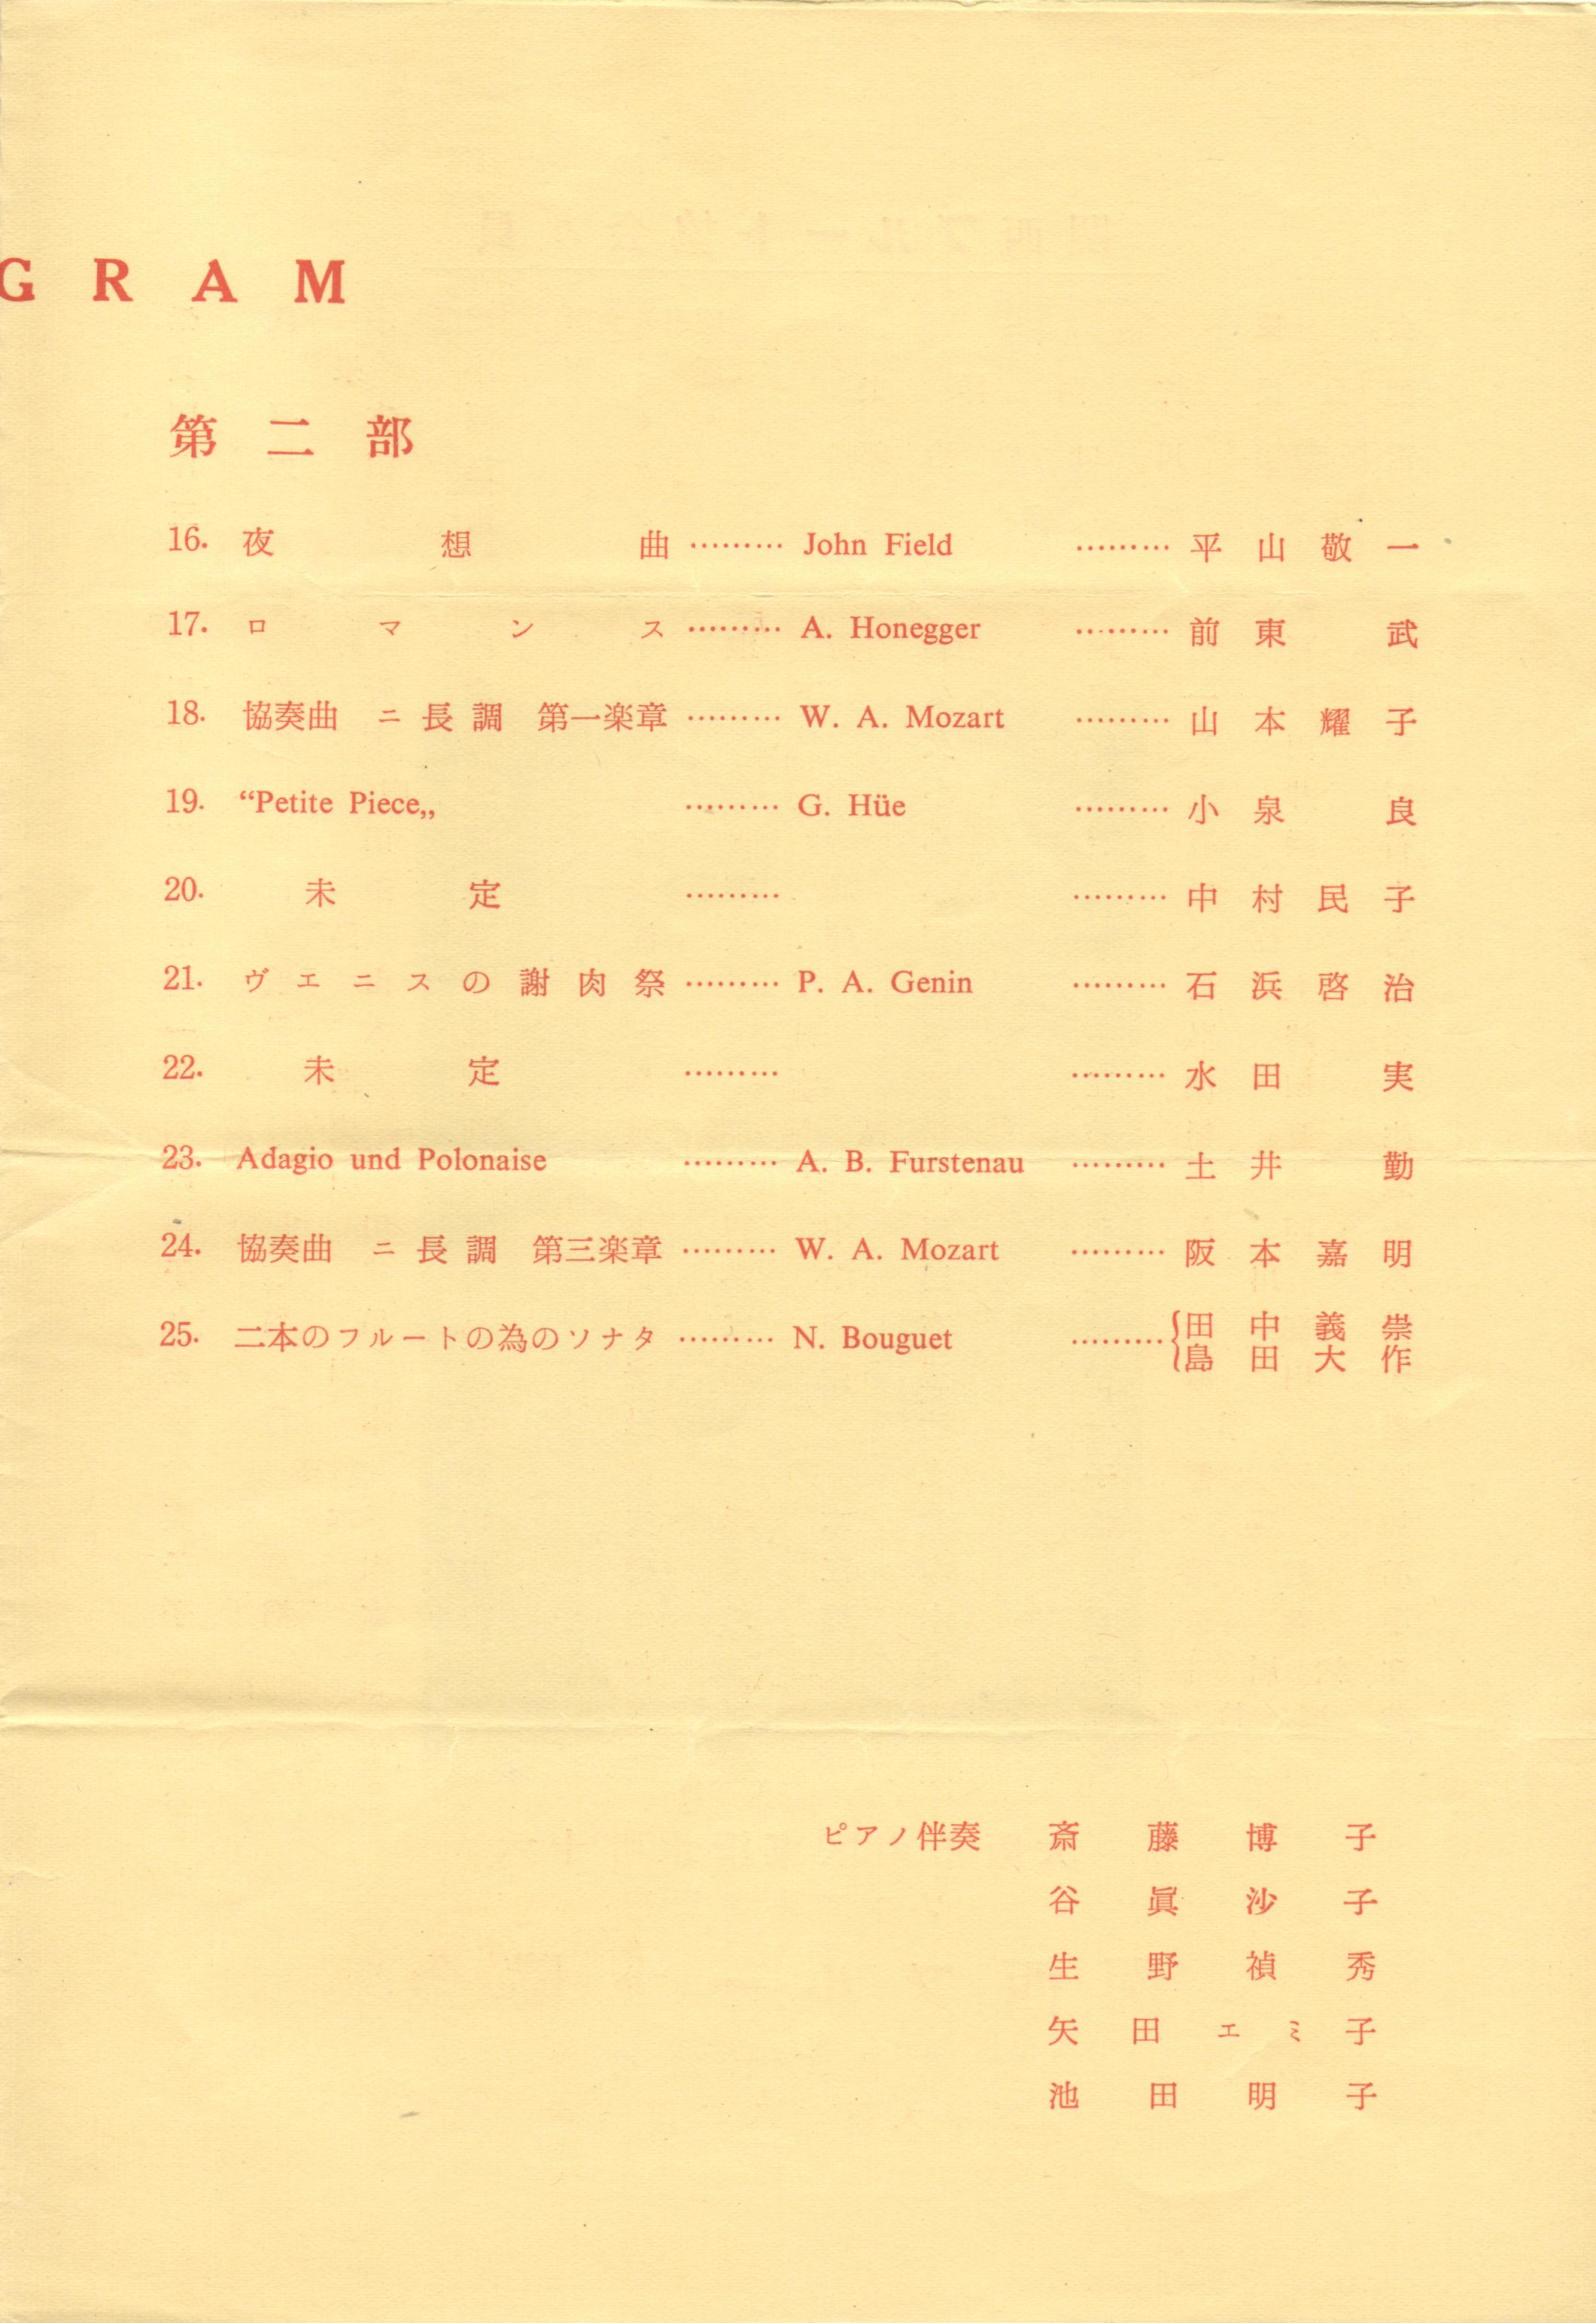 GRAM
第二部
16. 夜想曲 ……… John Field ……… 平山敬一
17. ロマンス ……… A. Honegger ……… 前東 武
18. 協奏曲 ニ長調 第一楽章 ……… W. A. Mozart ……… 山本耀子
19. “Petite Piece„ ……… G. Hüe ……… 小泉 良
20. 未定 ……… ……… 中村民子
21. ヴエニスの謝肉祭 ……… P. A. Genin ……… 石浜啓治
22. 未定 ……… ……… 水田 実
23. Adagio und Polonaise ……… A. B. Furstenau ……… 土井 勤
24. 協奏曲 ニ長調 第三楽章 ……… W. A. Mozart ……… 阪本嘉明
25. 二本のフルートの為のソナタ ……… N. Bouguet ……… 田中義崇
島田大作
ピアノ伴奏 斎藤博子
谷眞沙子
生野禎秀
矢田エミ子
池田明子